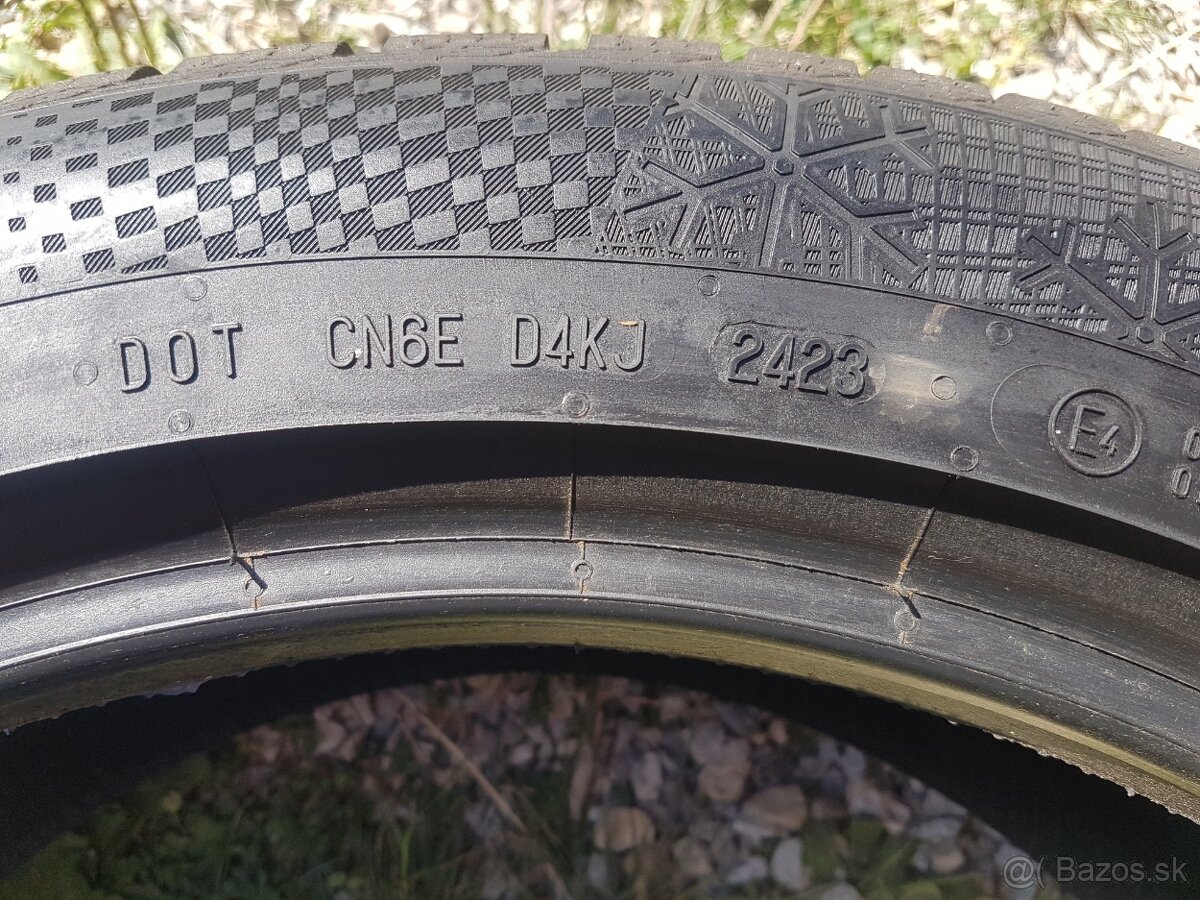 DOT CN6E D4KJ 2423
E4
@( Bazos.sk